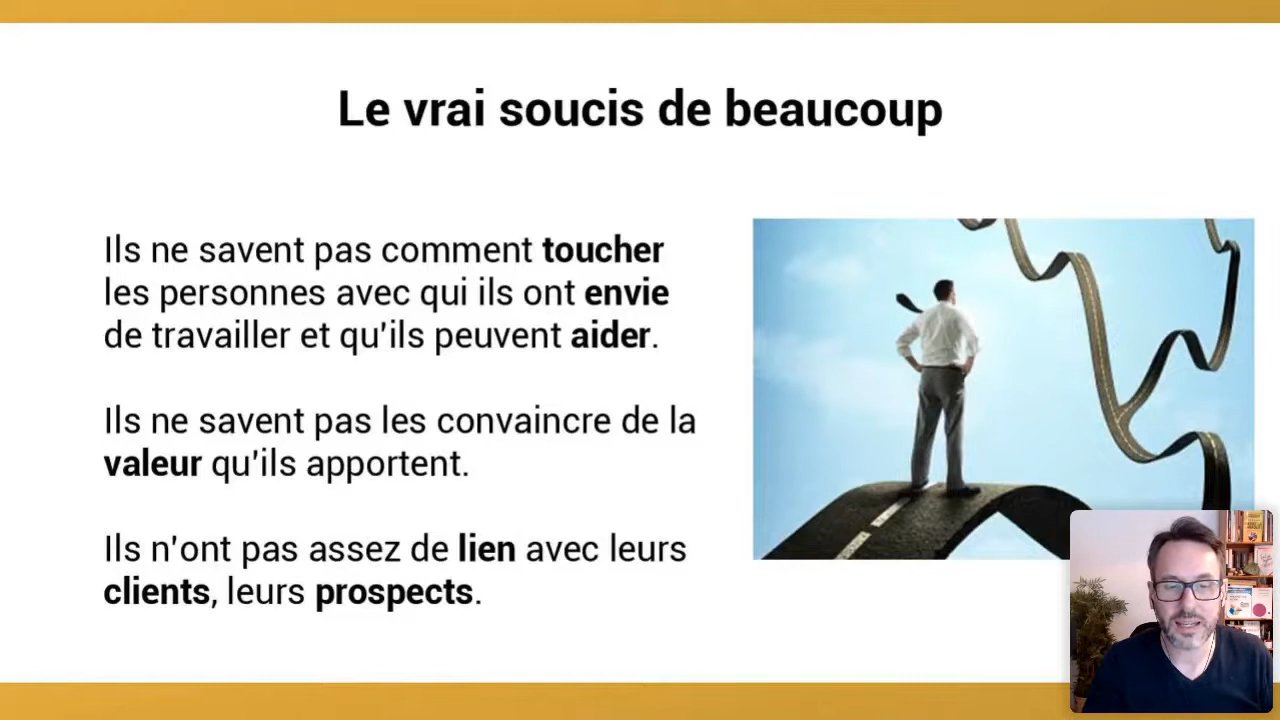 Le vrai soucis de beaucoup
Ils ne savent pas comment toucher
les personnes avec qui ils ont envie
de travailler et qu'ils peuvent aider.
Ils ne savent pas les convaincre de la
valeur qu'ils apportent.
Ils n'ont pas assez de lien avec leurs
clients, leurs prospects.